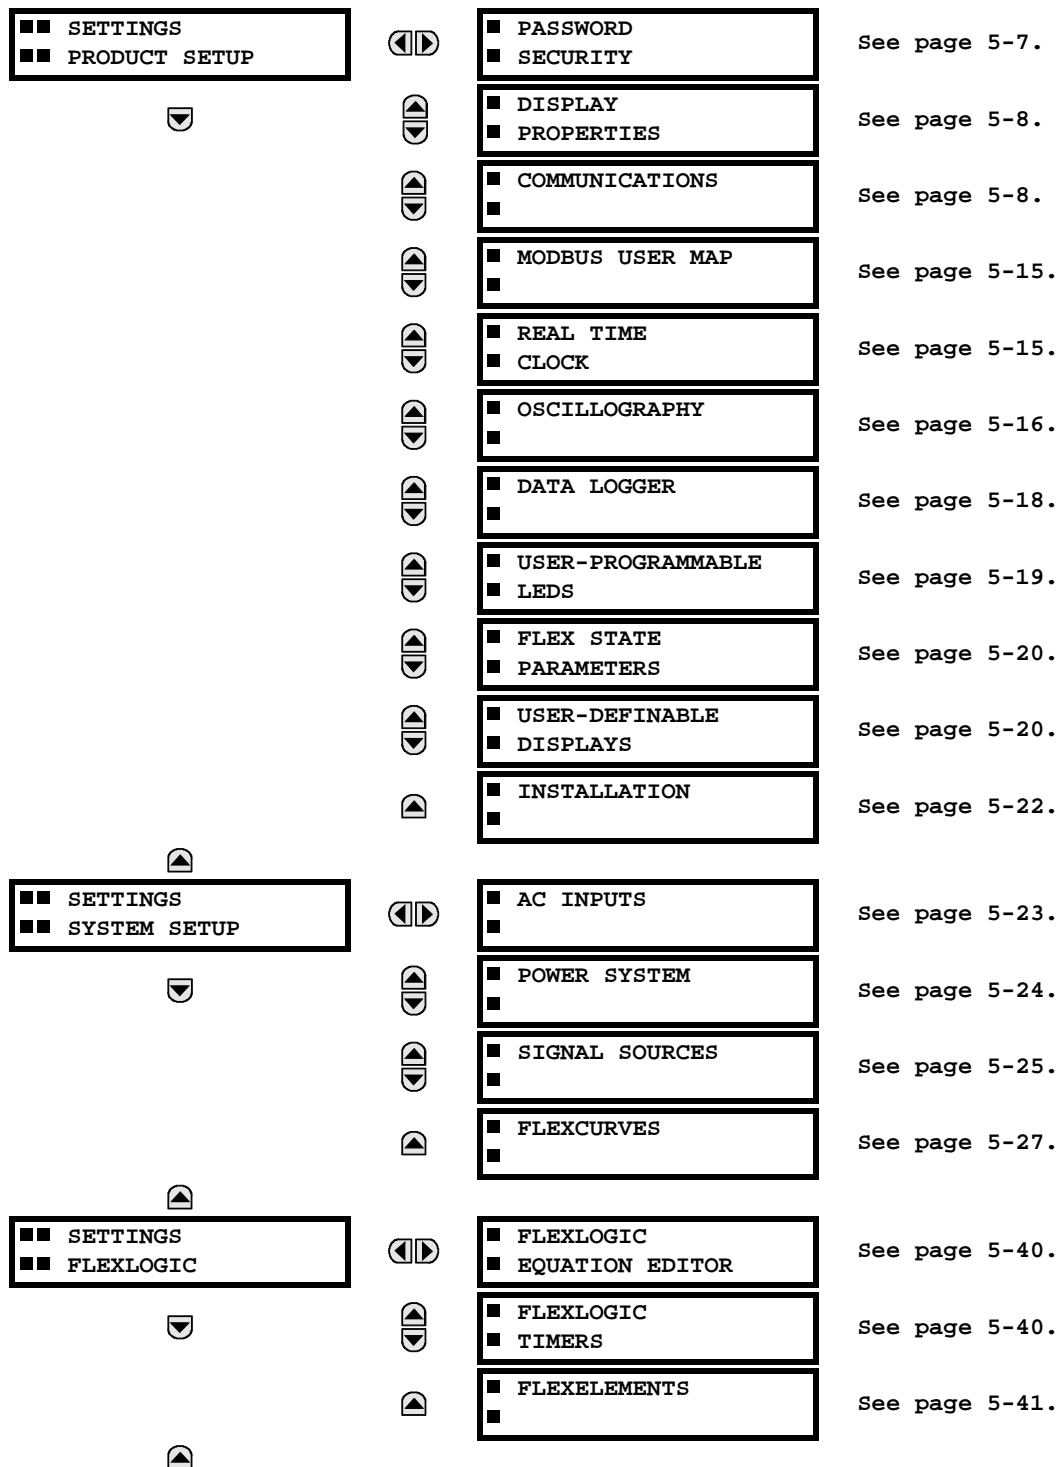 SETTINGS
PRODUCT SETUP
PASSWORD
SECURITY
See page 5-7.
DISPLAY
PROPERTIES
See page 5-8.
COMMUNICATIONS
See page 5-8.
MODBUS USER MAP
See page 5-15.
REAL TIME
CLOCK
See page 5-15.
OSCILLOGRAPHY
See page 5-16.
DATA LOGGER
See page 5-18.
USER-PROGRAMMABLE
LEDS
See page 5-19.
FLEX STATE
PARAMETERS
See page 5-20.
USER-DEFINABLE
DISPLAYS
See page 5-20.
INSTALLATION
See page 5-22.
SETTINGS
SYSTEM SETUP
AC INPUTS
See page 5-23.
POWER SYSTEM
See page 5-24.
SIGNAL SOURCES
See page 5-25.
FLEXCURVES
See page 5-27.
SETTINGS
FLEXLOGIC
FLEXLOGIC
EQUATION EDITOR
See page 5-40.
FLEXLOGIC
TIMERS
See page 5-40.
FLEXELEMENTS
See page 5-41.